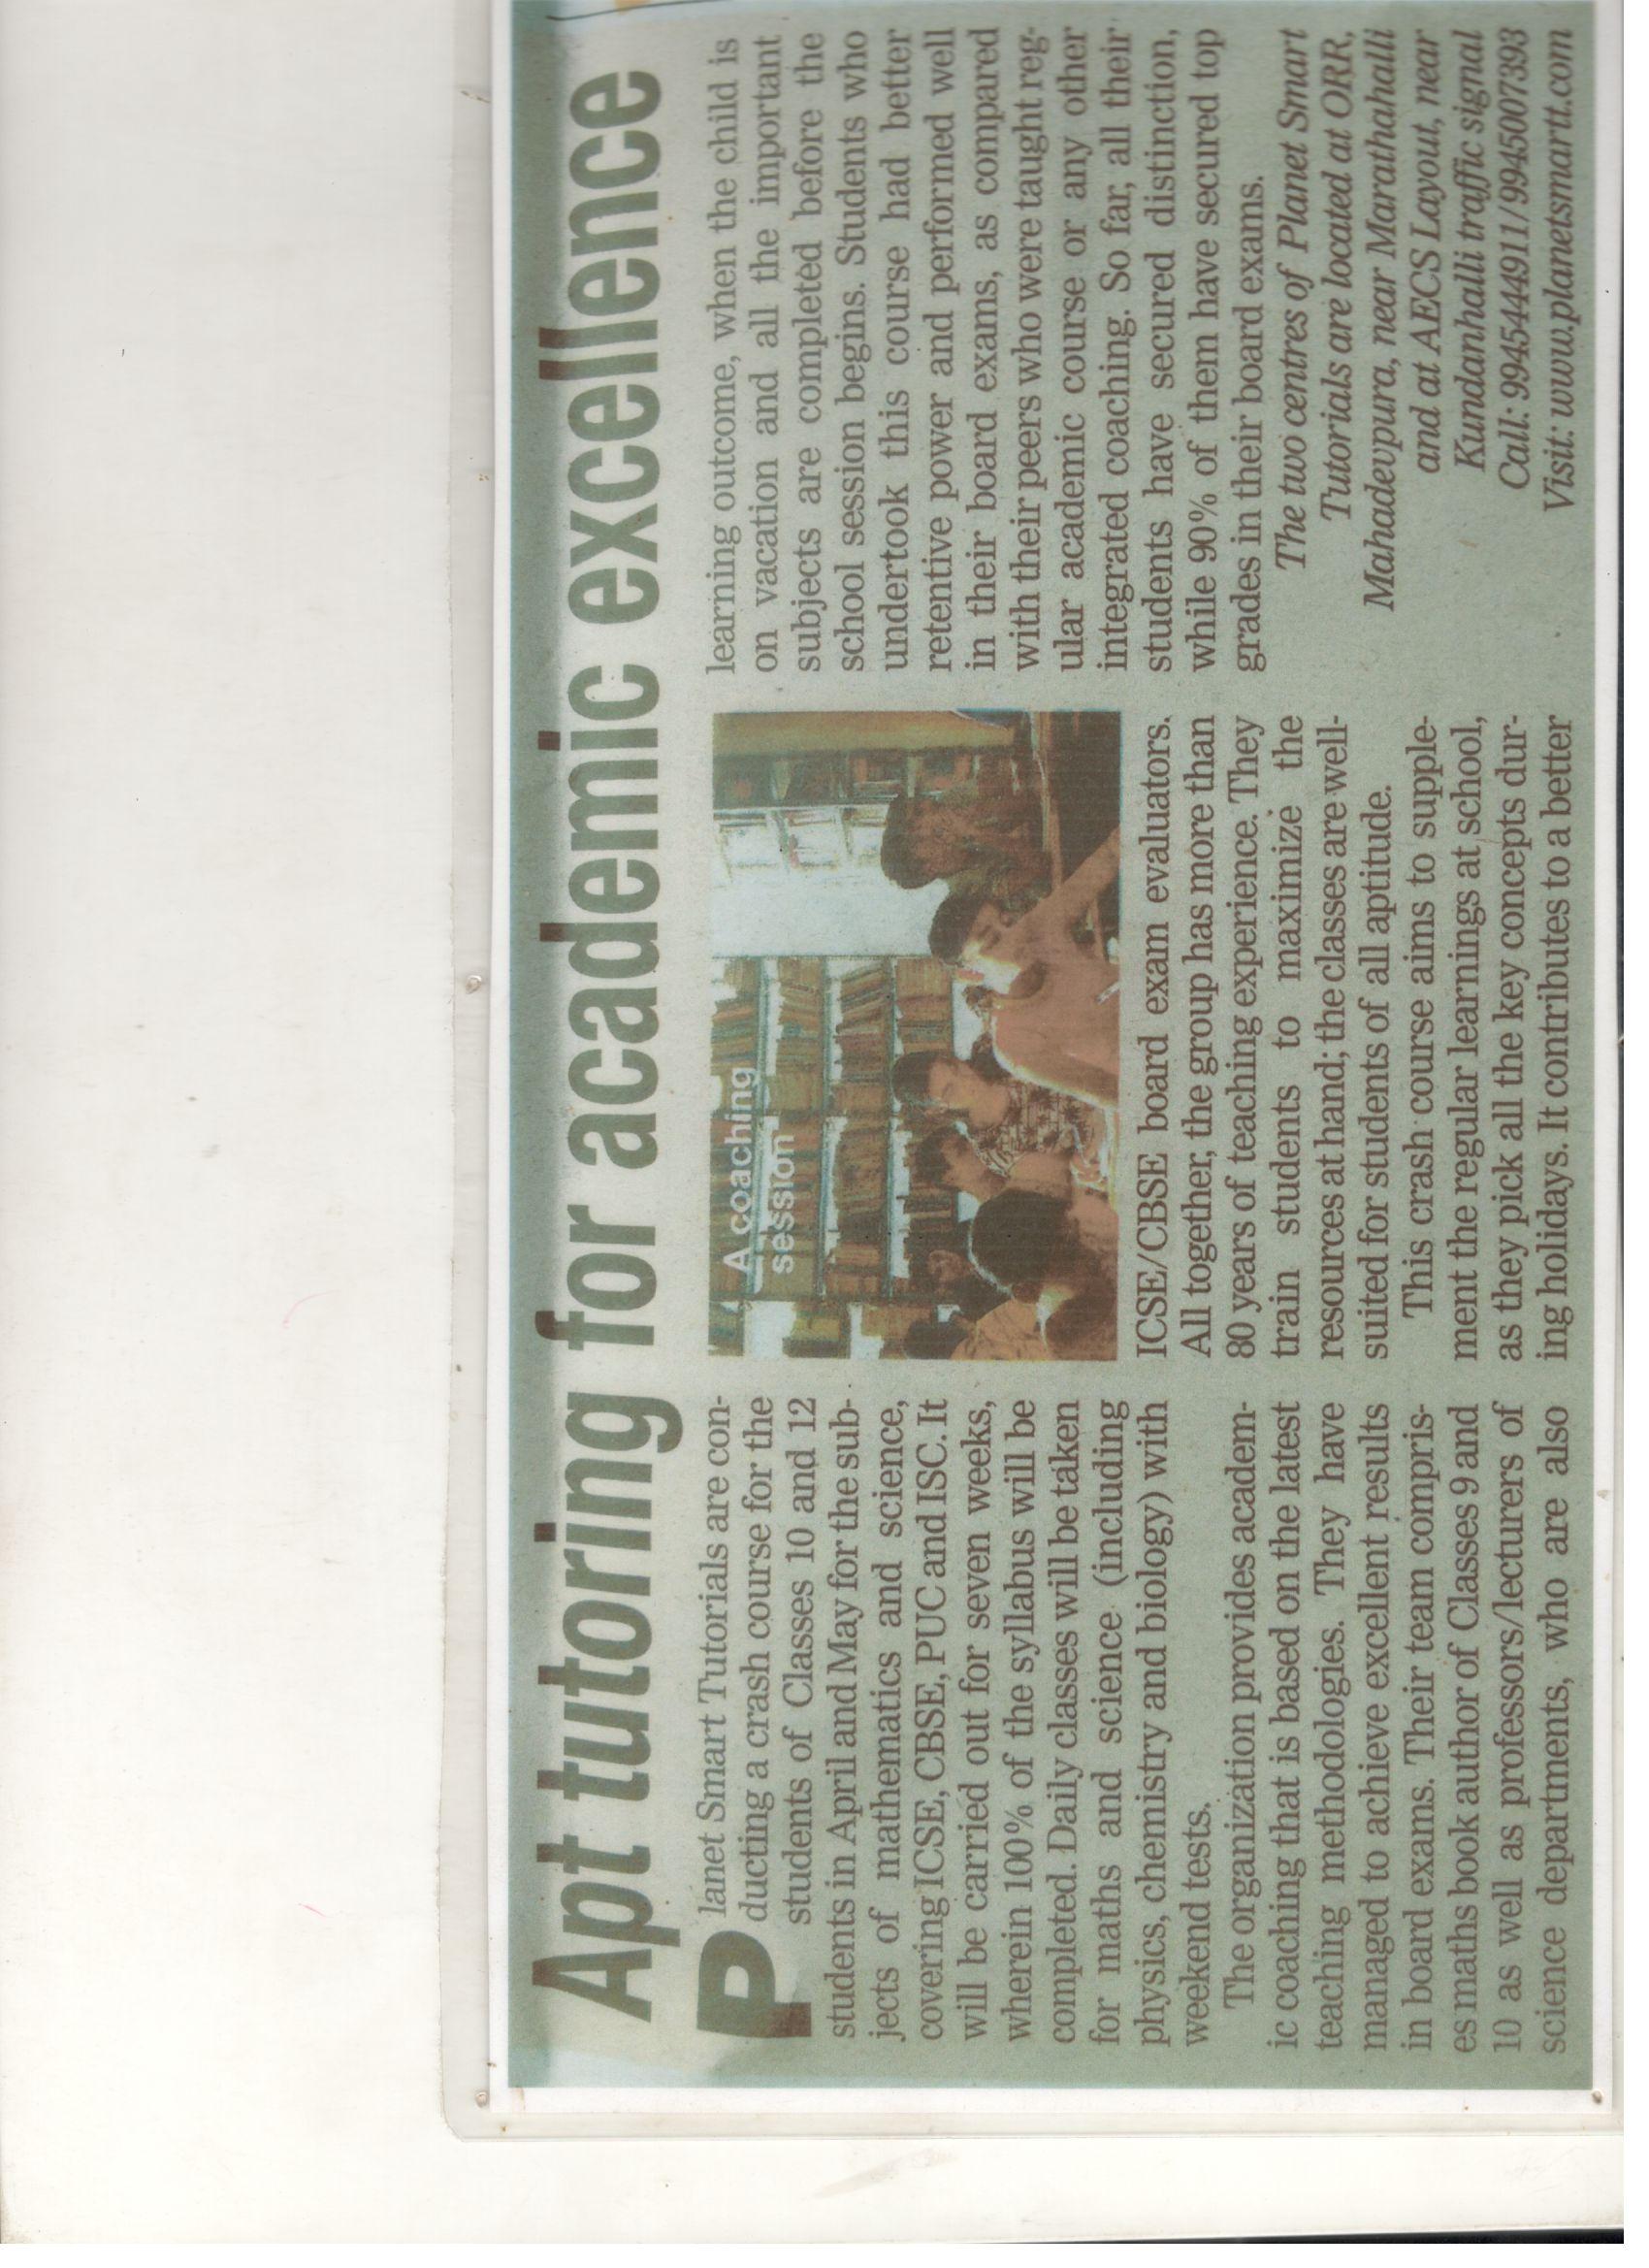 Apt tutoring for academic excellence
Planet Smart Tutorials are con-
ducting a crash course for the
students of Classes 10 and 12
students in April and May for the sub-
jects of mathematics and science,
covering ICSE, CBSE, PUC and ISC. It
will be carried out for seven weeks,
wherein 100% of the syllabus will be
completed. Daily classes will be taken
for maths and science (including
physics, chemistry and biology) with
weekend tests.
The organization provides academ-
ic coaching that is based on the latest
teaching methodologies. They have
managed to achieve excellent results
in board exams. Their team compris-
es maths book author of Classes 9 and
10 as well as professors/lecturers of
science departments, who are also
A coaching
session
ICSE/CBSE board exam evaluators.
All together, the group has more than
80 years of teaching experience. They
train students to maximize the
resources at hand; the classes are well-
suited for students of all aptitude.
This crash course aims to supple-
ment the regular learnings at school,
as they pick all the key concepts dur-
ing holidays. It contributes to a better
learning outcome, when the child is
on vacation and all the important
subjects are completed before the
school session begins. Students who
undertook this course had better
retentive power and performed well
in their board exams, as compared
with their peers who were taught reg-
ular academic course or any other
integrated coaching. So far, all their
students have secured distinction,
while 90% of them have secured top
grades in their board exams.
The two centres of Planet Smart
Tutorials are located at ORR,
Mahadevpura, near Marathahalli
and at AECS Layout, near
Kundanhalli traffic signal
Call: 9945444911/9945007393
Visit: www.planetsmartt.com